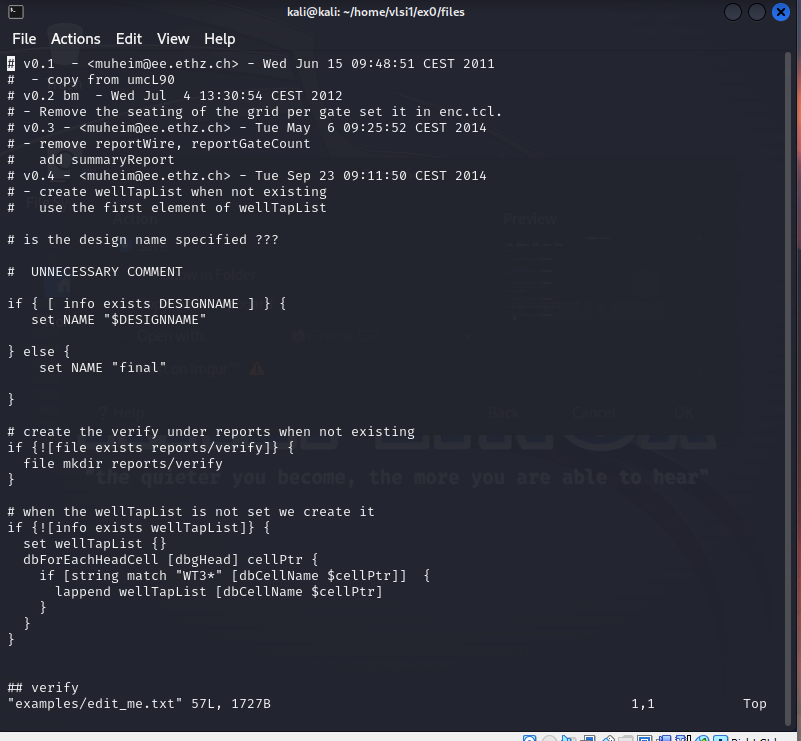 kali@kali: ~/home/vlsi1/ex0/files
File Actions Edit View Help
# v0.1  - <muheim@ee.ethz.ch> - Wed Jun 15 09:48:51 CEST 2011
#  - copy from umcL90
# v0.2 bm  - Wed Jul  4 13:30:54 CEST 2012
# - Remove the seating of the grid per gate set it in enc.tcl.
# v0.3 - <muheim@ee.ethz.ch> - Tue May  6 09:25:52 CEST 2014
# - remove reportWire, reportGateCount
#   add summaryReport
# v0.4 - <muheim@ee.ethz.ch> - Tue Sep 23 09:11:50 CEST 2014
# - create wellTapList when not existing
#   use the first element of wellTapList
Preview
# is the design name specified ???
#  UNNECESSARY COMMENT
if { [ info exists DESIGNNAME ] } {
   set NAME "$DESIGNNAME"
} else {
    set NAME "final"
}
? Help Back Cancel OK
# create the verify under reports when not existing
if {![file exists reports/verify]} {
  file mkdir reports/verify
}
"the quieter you become, the more you are able to hear"
# when the wellTapList is not set we create it
if {![info exists wellTapList]} {
  set wellTapList {}
  dbForEachHeadCell [dbgHead] cellPtr {
    if [string match "WT3*" [dbCellName $cellPtr]]  {
      lappend wellTapList [dbCellName $cellPtr]
    }
  }
}
## verify
"examples/edit_me.txt" 57L, 1727B 1,1 Top